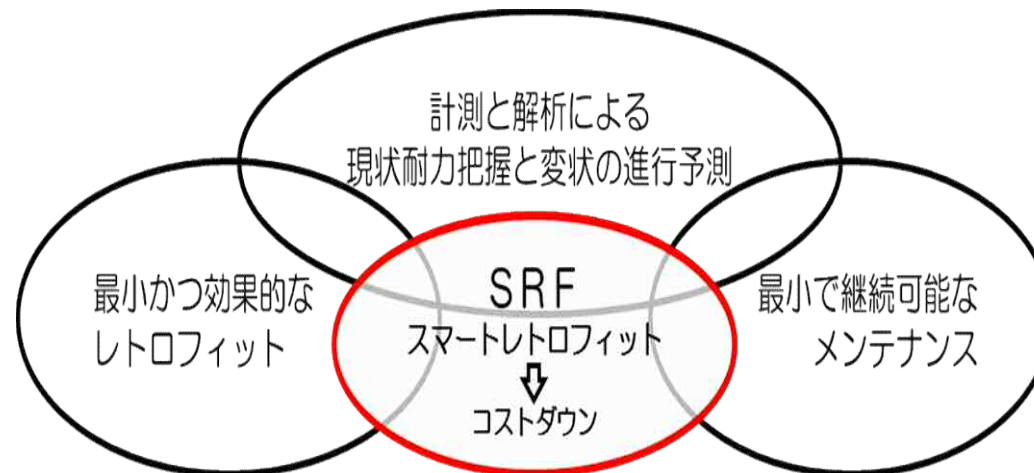 計測と解析による
現状耐力把握と変状の進行予測
最小かつ効果的な
レトロフィット
SRF
スマートレトロフィット
⇩
コストダウン
最小で継続可能な
メンテナンス